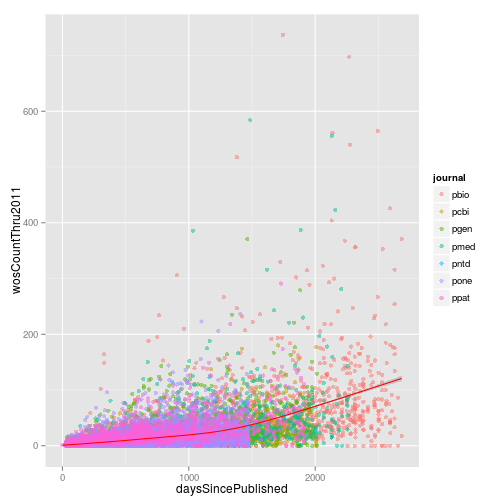 600
400
200
0
wosCountThru2011
0
1000
2000
daysSincePublished
journal
pbio
pcbi
pgen
pmed
pntd
pone
ppat